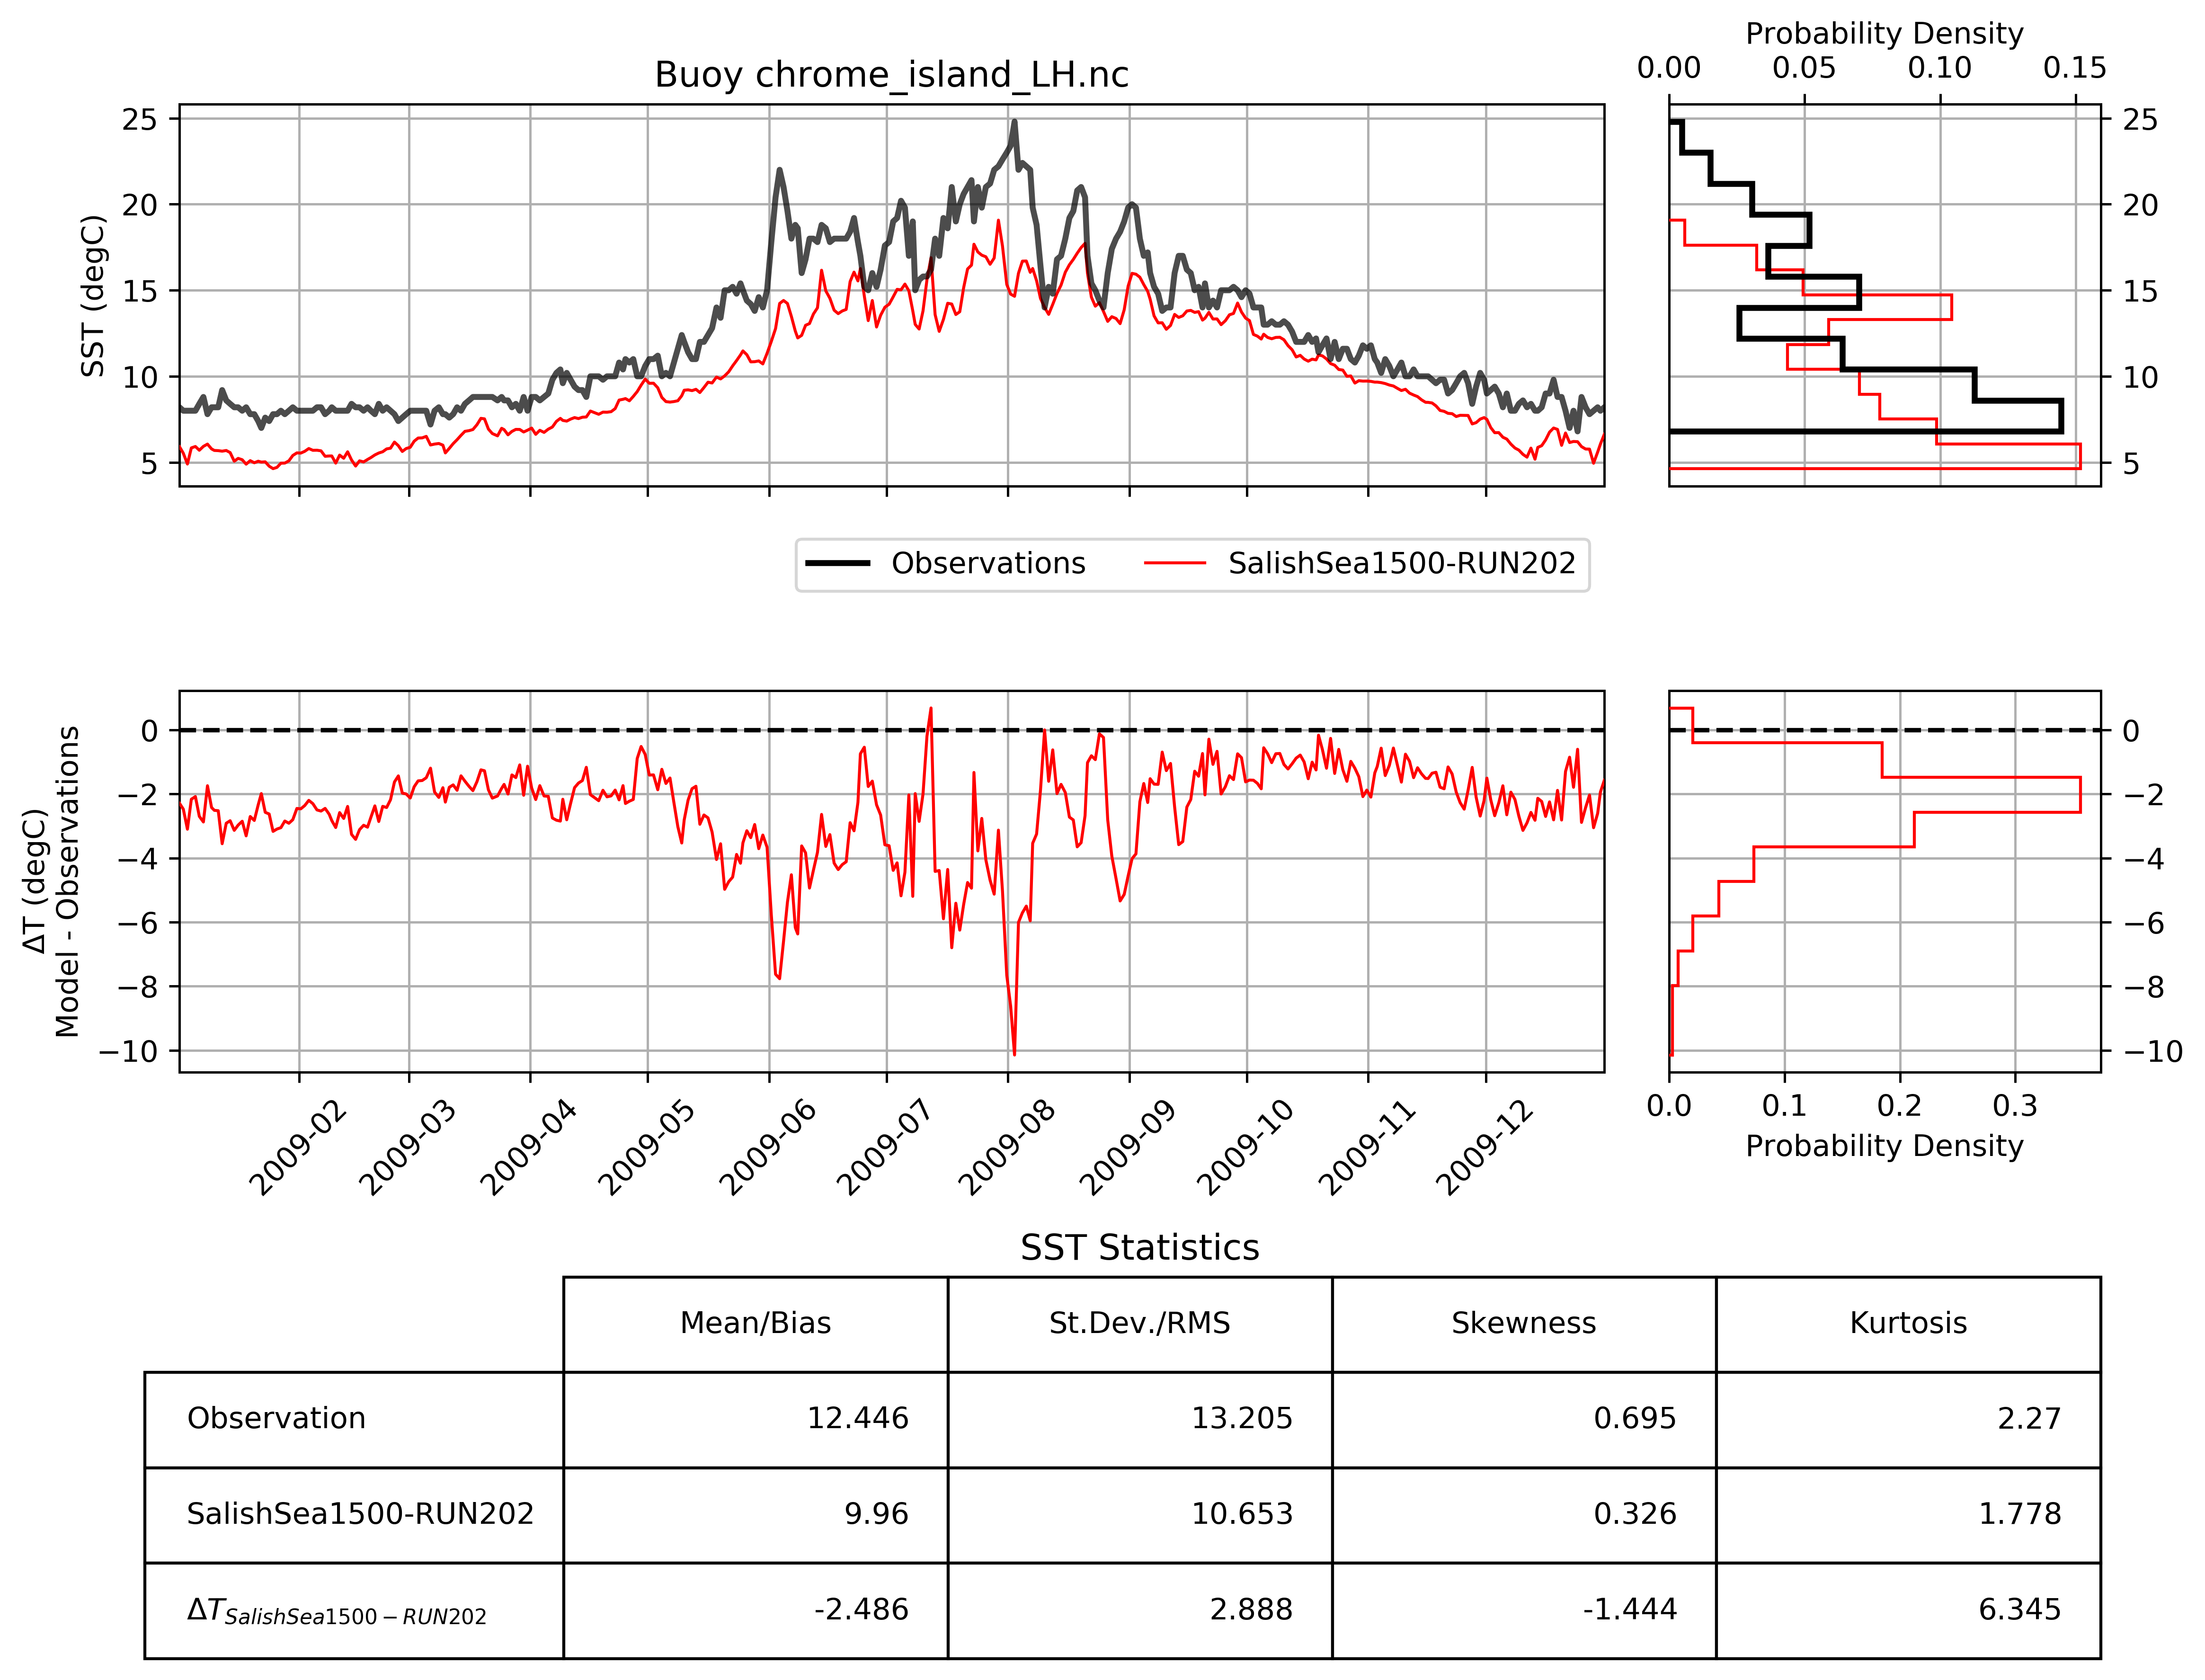 Probability Density
0.00 0.05 0.10 0.15
Buoy chrome_island_LH.nc
SST (degC)
25
20
15
10
5
25
20
15
10
5
Observations SalishSea1500-RUN202
ΔT (degC)
Model - Observations
0
−2
−4
−6
−8
−10
0
−2
−4
−6
−8
−10
2009-02 2009-03 2009-04 2009-05 2009-06 2009-07 2009-08 2009-09 2009-10 2009-11 2009-12
0.0 0.1 0.2 0.3
Probability Density
SST Statistics
Mean/Bias St.Dev./RMS Skewness Kurtosis
Observation 12.446 13.205 0.695 2.27
SalishSea1500-RUN202 9.96 10.653 0.326 1.778
ΔT SalishSea1500−RUN202 -2.486 2.888 -1.444 6.345